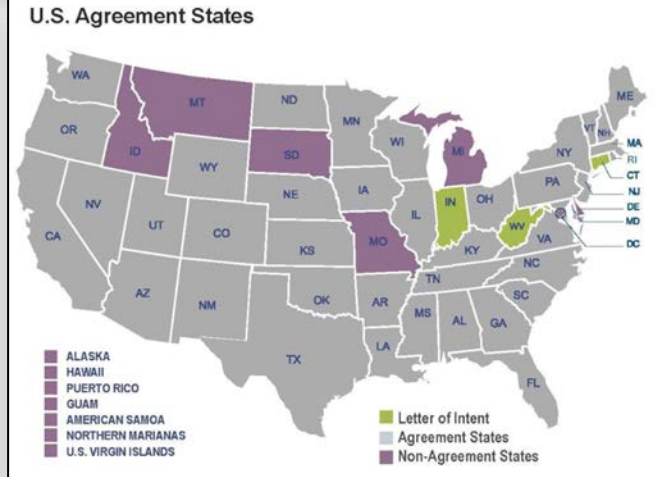 U.S. Agreement States
WA
MT
ND
MN
ME
OR
ID
SD
WI
MI
VT
NH
NY
MA
RI
CT
WY
NE
IA
PA
NJ
DE
MD
DC
NV
UT
CO
KS
MO
IL
IN
OH
WV
VA
KY
CA
AZ
NM
OK
AR
TN
NC
SC
MS
AL
GA
TX
LA
FL
ALASKA
HAWAII
PUERTO RICO
GUAM
AMERICAN SAMOA
NORTHERN MARIANAS
U.S. VIRGIN ISLANDS
Letter of Intent
Agreement States
Non-Agreement States